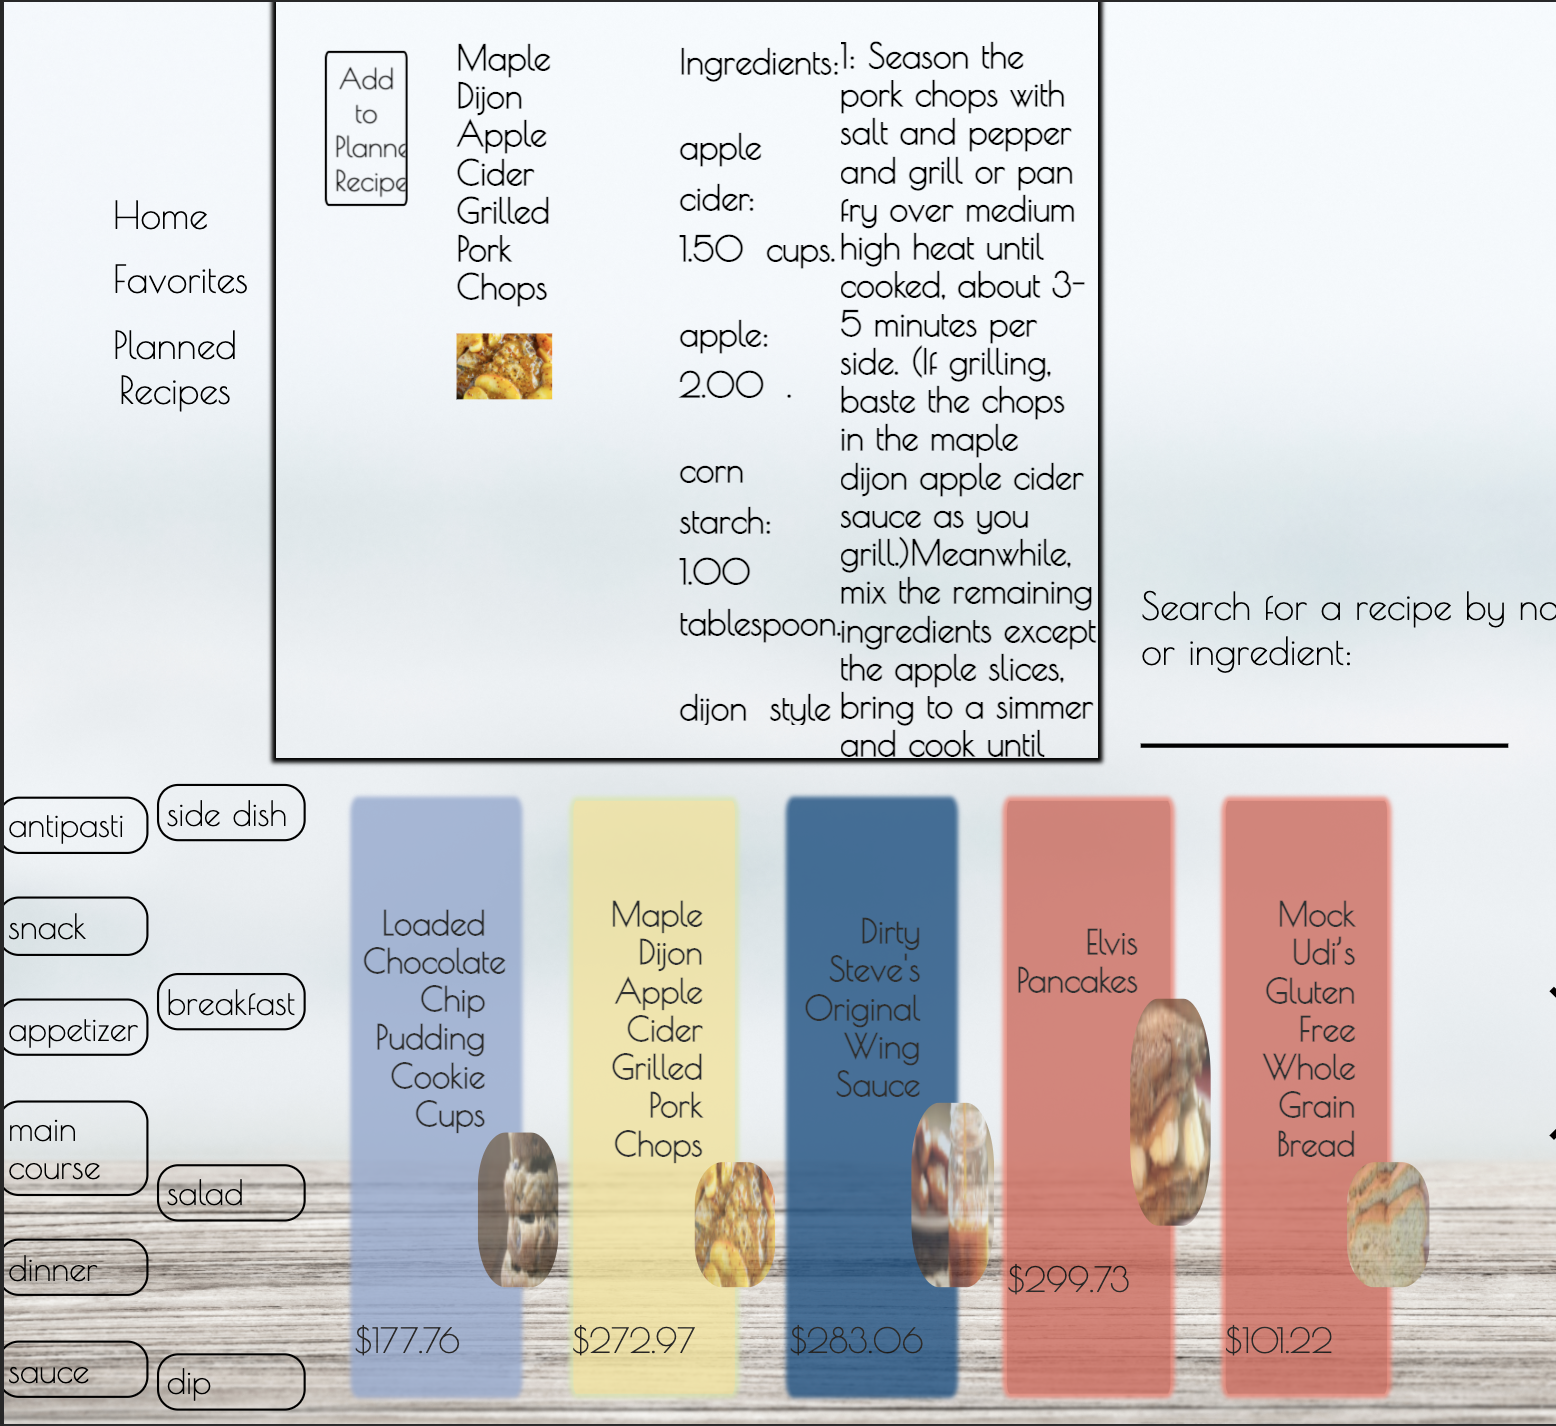 Home
Favorites
Planned
Recipes
Add
to
Planne
Recipe
Maple
Dijon
Apple
Cider
Grilled
Pork
Chops
Ingredients:
apple
cider:
1.50 cups.
apple:
2.00 .
corn
starch:
1.00
tablespoon.
dijon style
1: Season the
pork chops with
salt and pepper
and grill or pan
fry over medium
high heat until
cooked, about 3-
5 minutes per
side. (If grilling,
baste the chops
in the maple
dijon apple cider
sauce as you
grill.)Meanwhile,
mix the remaining
ingredients except
the apple slices,
bring to a simmer
and cook until
Search for a recipe by na
or ingredient:
antipasti
side dish
snack
breakfast
appetizer
main
course
salad
dinner
sauce
dip
Loaded
Chocolate
Chip
Pudding
Cookie
Cups
$177.76
Maple
Dijon
Apple
Cider
Grilled
Pork
Chops
$272.97
Dirty
Steve's
Original
Wing
Sauce
$283.06
Elvis
Pancakes
$299.73
Mock
Udi’s
Gluten
Free
Whole
Grain
Bread
$101.22